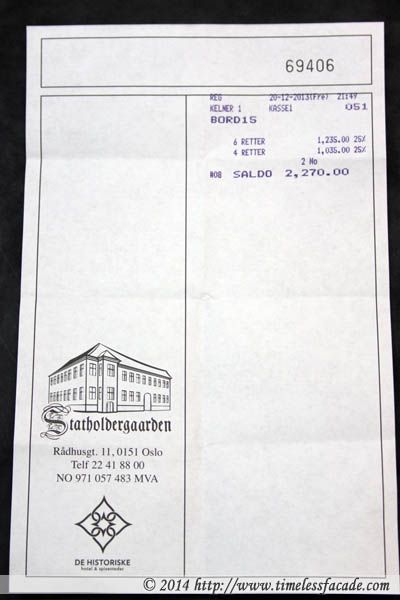 69406
REG 20-12-2013(Fre) 21:49
KELNER 1 KASSE1 051
BORD15
6 RETTER 1,235.00 25%
4 RETTER 1,035.00 25%
2 No
#08 SALDO 2,270.00
Statholdergaarden
Rådhusgt. 11, 0151 Oslo
Telf 22 41 88 00
NO 971 057 483 MVA
DE HISTORISKE
hotel & spisesteder
© 2014 http://www.timelessfacade.com